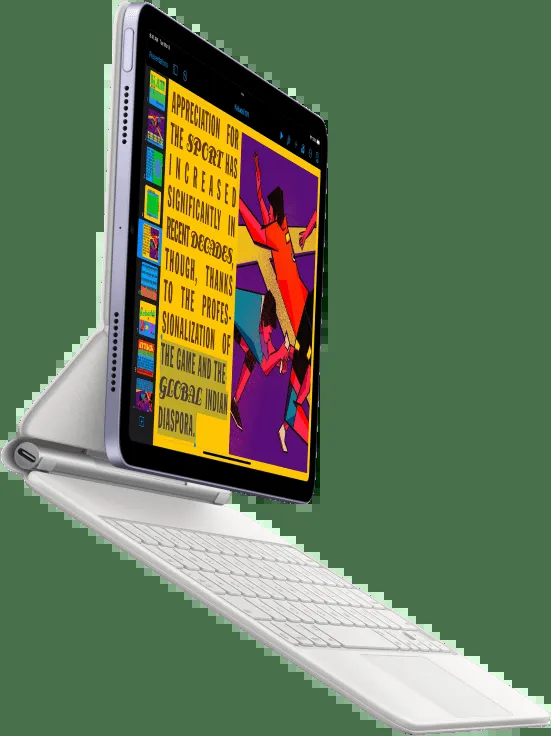 APPRECIATION FOR
THE SPORT HAS
INCREASED
SIGNIFICANTLY IN
RECENT DECADES,
THOUGH, THANKS
TO THE PROFES-
SIONALIZATION OF
THE GAME AND THE
GLOBAL INDIAN
DIASPORA.